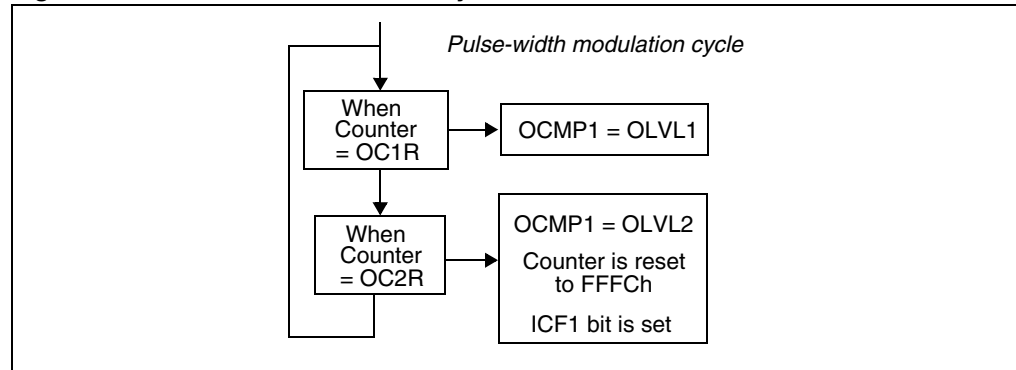 Pulse-width modulation cycle
When
Counter
= OC1R
OCMP1 = OLVL1
When
Counter
= OC2R
OCMP1 = OLVL2
Counter is reset
to FFFCh
ICF1 bit is set